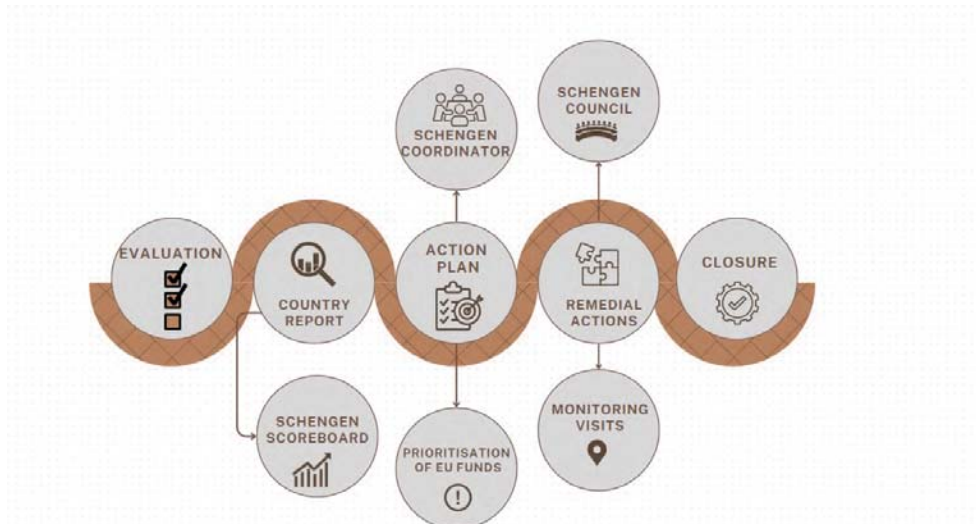 SCHENGEN
COORDINATOR
SCHENGEN
COUNCIL
EVALUATION
COUNTRY
REPORT
ACTION
PLAN
REMEDIAL
ACTIONS
CLOSURE
SCHENGEN
SCOREBOARD
PRIORITISATION
OF EU FUNDS
MONITORING
VISITS